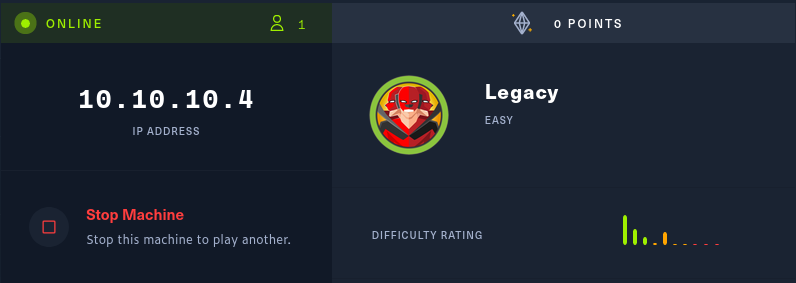 ONLINE
1
0 POINTS
10.10.10.4
IP ADDRESS
Legacy
EASY
Stop Machine
Stop this machine to play another.
DIFFICULTY RATING